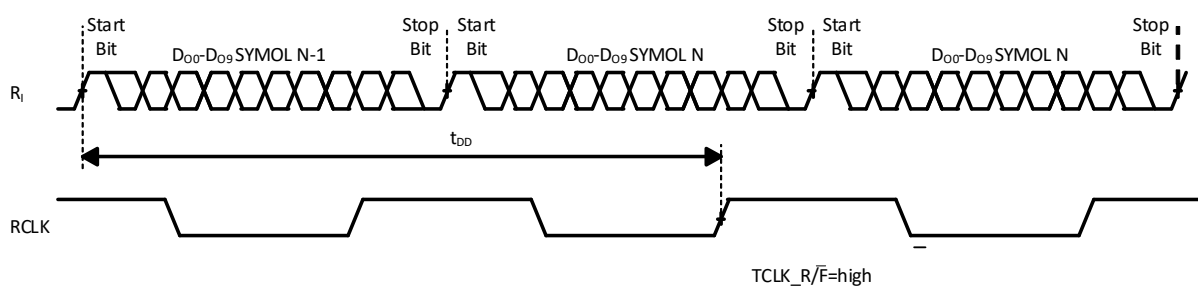 Start Bit
Stop Bit
Start Bit
Stop Bit
Start Bit
Stop Bit
DO0-DO9 SYMOL N-1
DO0-DO9 SYMOL N
DO0-DO9 SYMOL N
RI
tDD
RCLK
TCLK_R/F̅=high